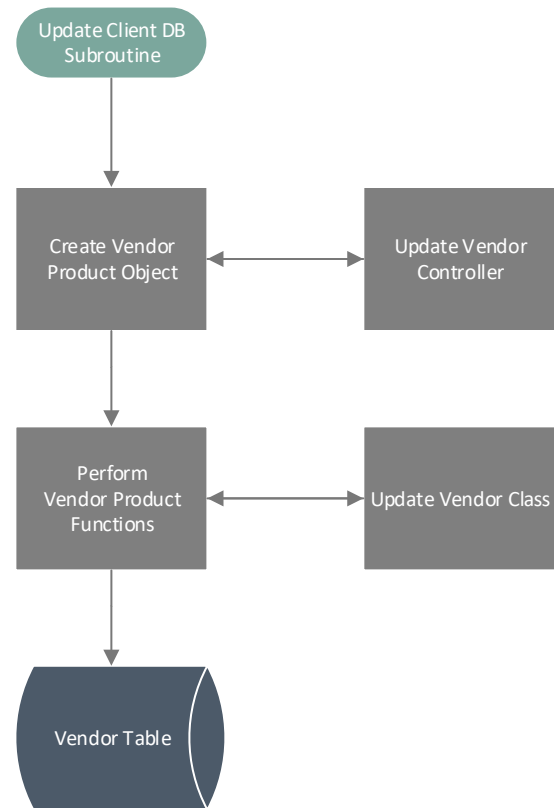 Update Client DB
Subroutine
Create Vendor
Product Object
Update Vendor
Controller
Perform
Vendor Product
Functions
Update Vendor Class
Vendor Table